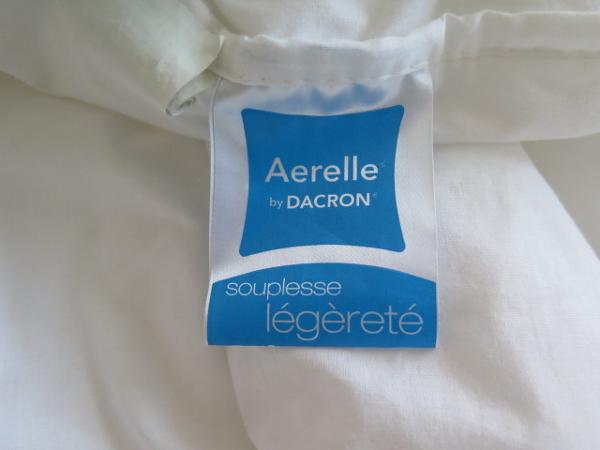 Aerelle
by DACRON®
souplesse
légèreté